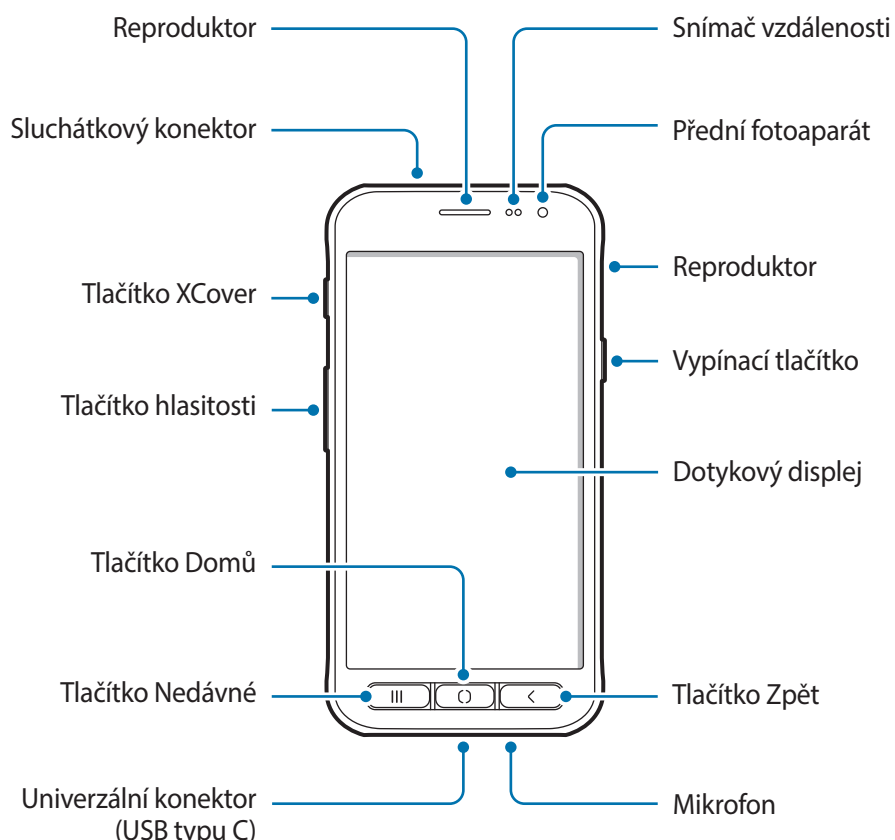 Reproduktor
Snímač vzdálenosti
Sluchátkový konektor
Přední fotoaparát
Reproduktor
Tlačítko XCover
Vypínací tlačítko
Tlačítko hlasitosti
Dotykový displej
Tlačítko Domů
Tlačítko Nedávné
Tlačítko Zpět
Univerzální konektor
(USB typu C)
Mikrofon